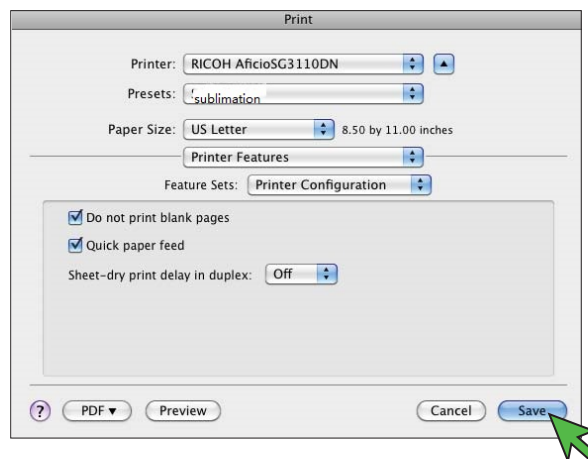 Print
Printer: RICOH AficioSG3110DN
Presets: sublimation
Paper Size: US Letter 8.50 by 11.00 inches
Printer Features
Feature Sets: Printer Configuration
Do not print blank pages
Quick paper feed
Sheet-dry print delay in duplex: Off
? PDF▼ Preview Cancel Save